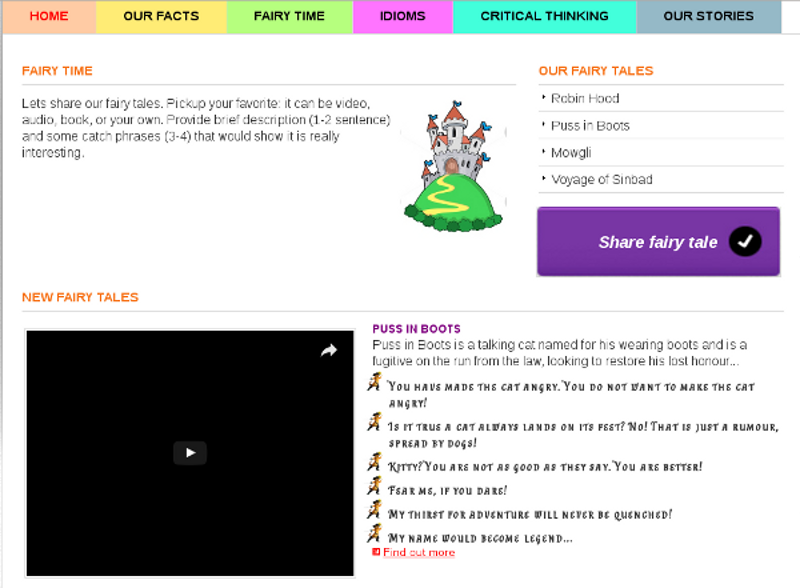 HOME OUR FACTS FAIRY TIME IDIOMS CRITICAL THINKING OUR STORIES
FAIRY TIME
Lets share our fairy tales. Pickup your favorite: it can be video,
audio, book, or your own. Provide brief description (1-2 sentence)
and some catch phrases (3-4) that would show it is really
interesting.
OUR FAIRY TALES
Robin Hood
Puss in Boots
Mowgli
Voyage of Sinbad
Share fairy tale
NEW FAIRY TALES
PUSS IN BOOTS
Puss in Boots is a talking cat named for his wearing boots and is a
fugitive on the run from the law, looking to restore his lost honour...
You have made the cat angry. You do not want to make the cat
angry!
Is it true a cat always lands on its feet? No! That is just a rumour,
spread by dogs!
Kitty? You are not as good as they say. You are better!
Fear me, if you dare!
My thirst for adventure will never be quenched!
My name would become legend...
Find out more